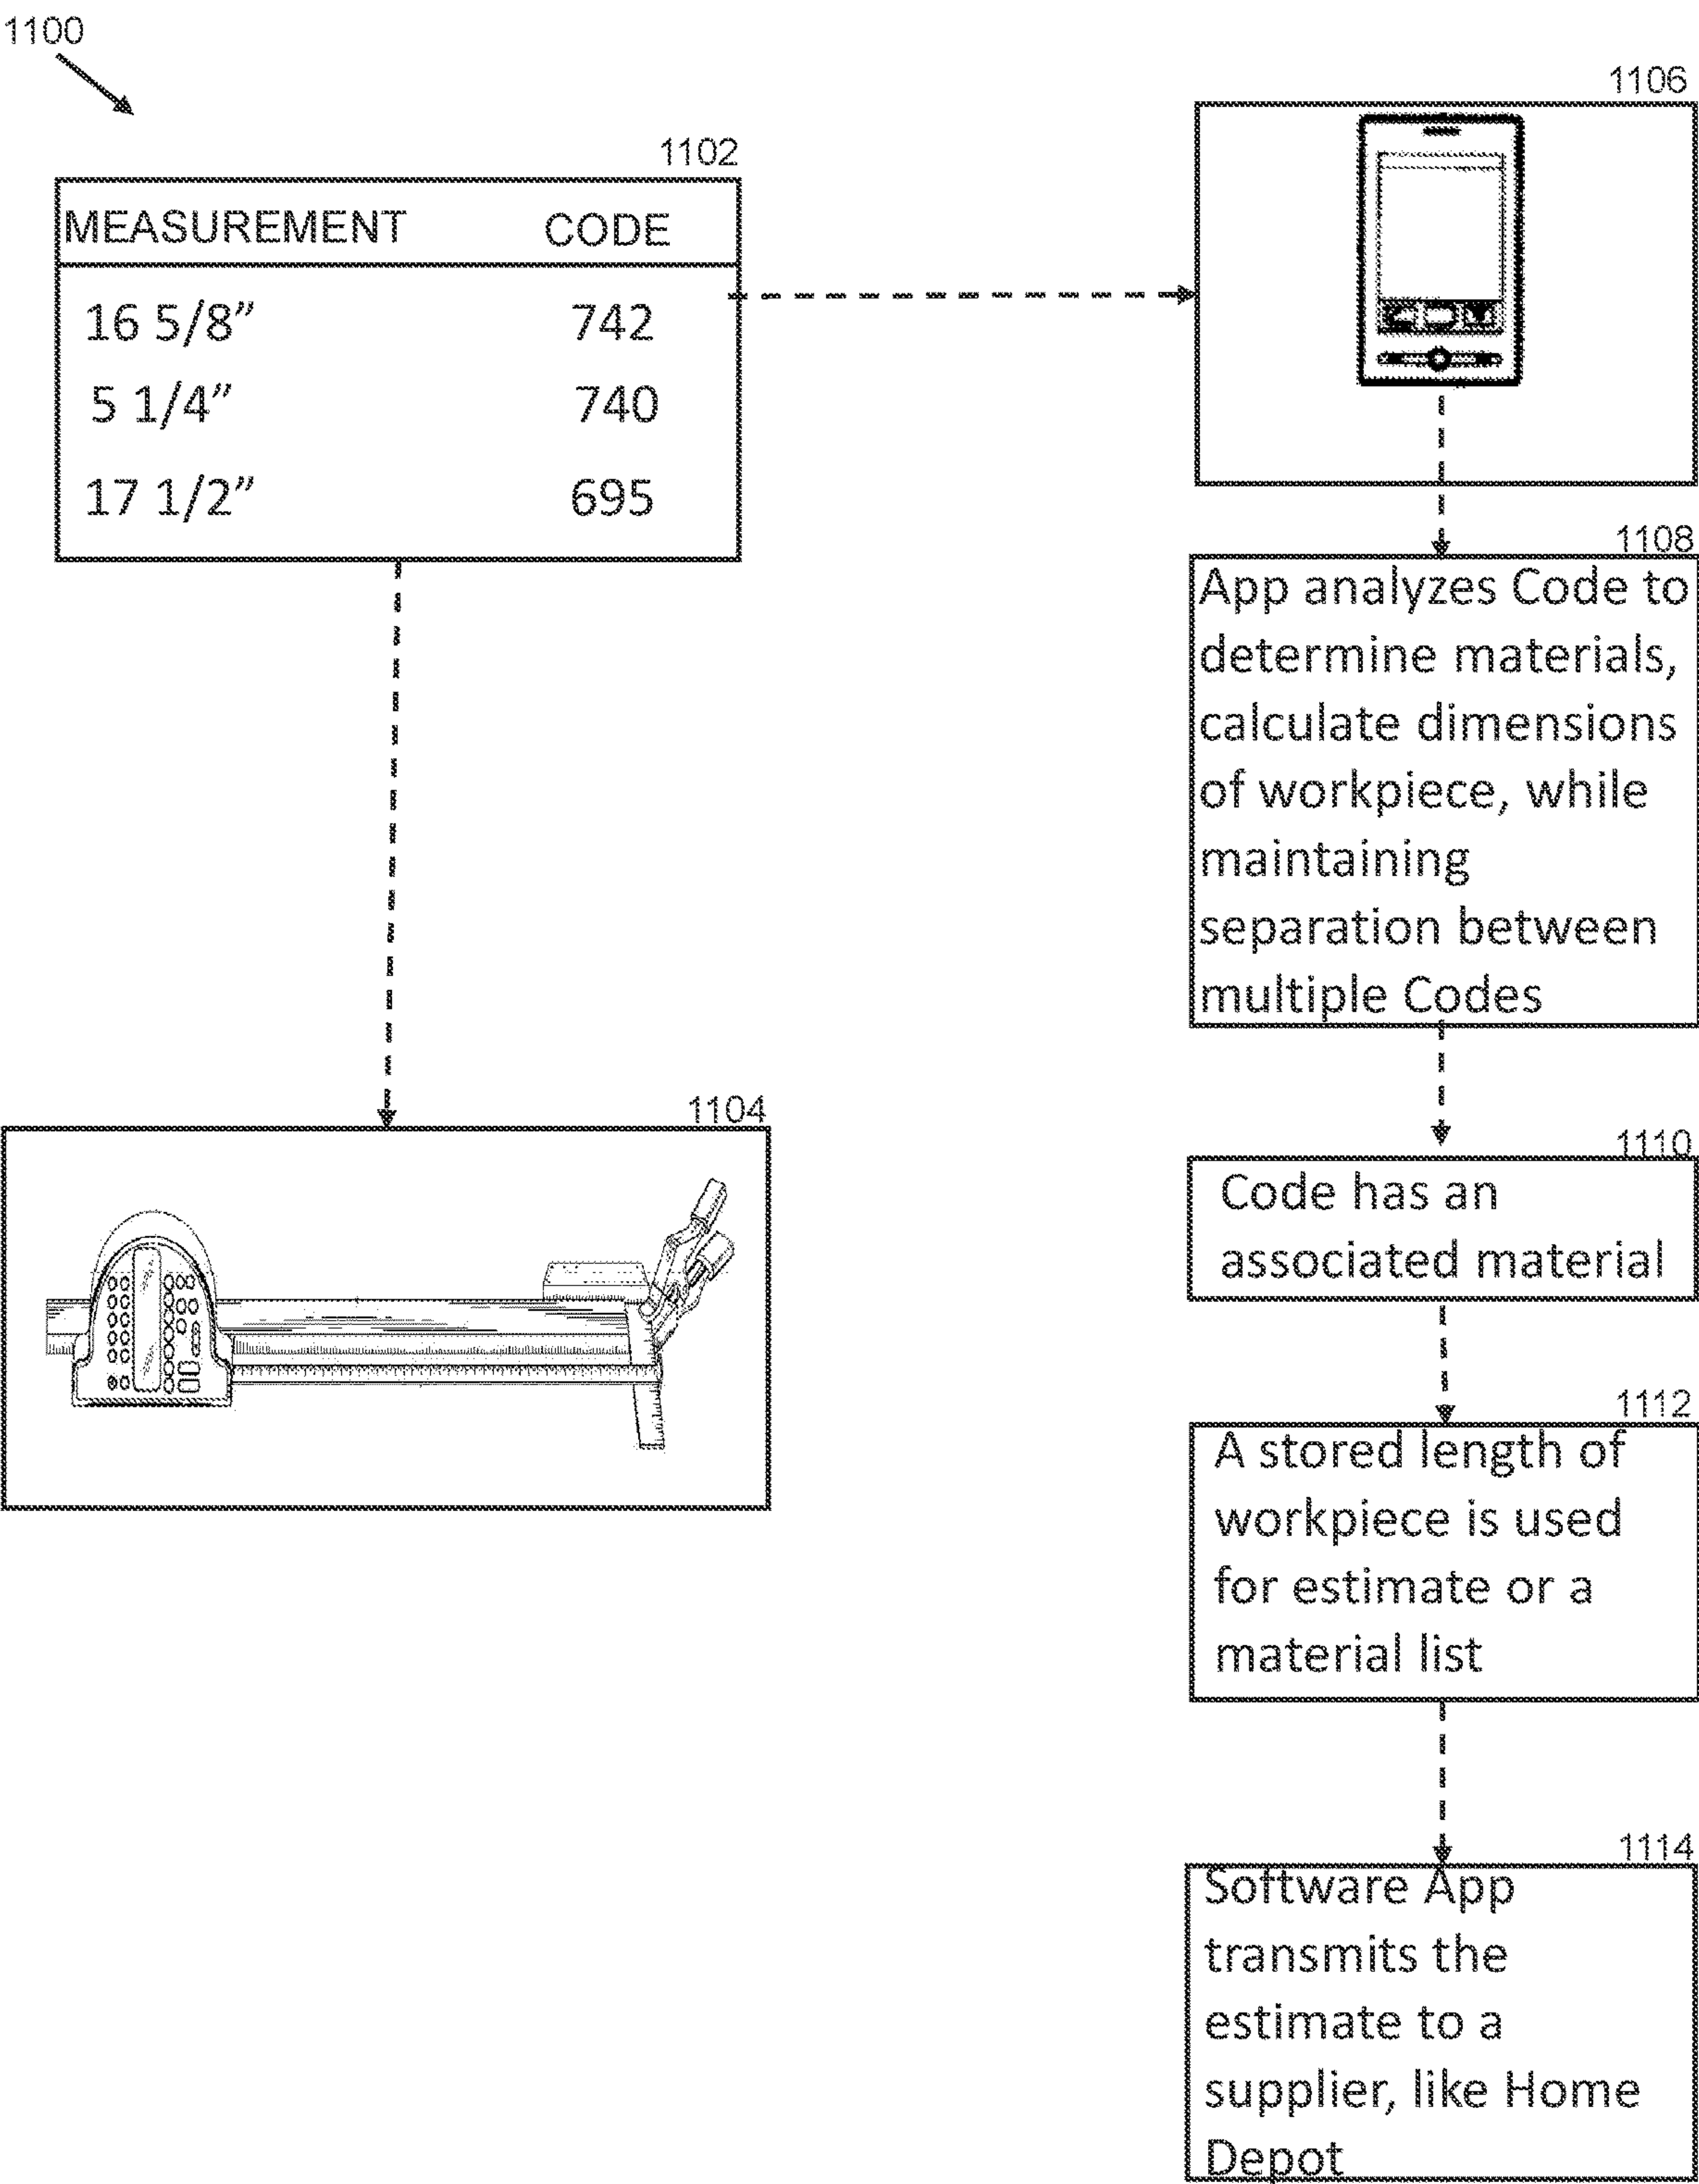 1100
1102
MEASUREMENT CODE
16 5/8” 742
5 1/4” 740
17 1/2” 695
1104
1106
1108
App analyzes Code to
determine materials,
calculate dimensions
of workpiece, while
maintaining
separation between
multiple Codes
1110
Code has an
associated material
1112
A stored length of
workpiece is used
for estimate or a
material list
1114
Software App
transmits the
estimate to a
supplier, like Home
Depot